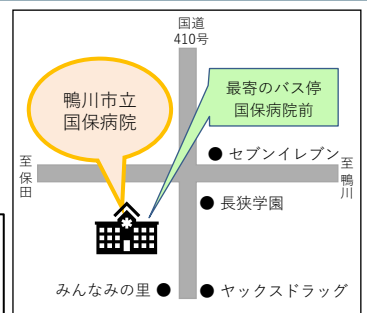 国道
410号
鴨川市立
国保病院
最寄のバス停
国保病院前
セブンイレブン
至保田
至鴨川
長狭学園
みんなみの里
ヤックスドラッグ